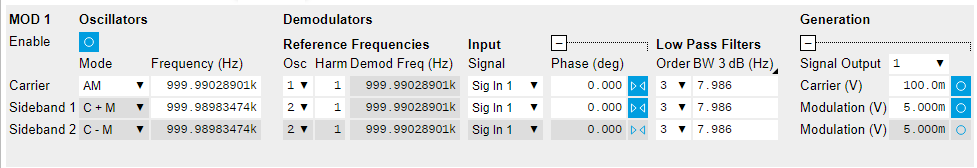 MOD 1 Oscillators Demodulators Generation
Enable Reference Frequencies Input Low Pass Filters Signal Output 1
Mode Frequency (Hz) Osc Harm Demod Freq (Hz) Signal Phase (deg) Order BW 3 dB (Hz)
Carrier AM 999.99028901k 1 1 999.99028901k Sig In 1 0.000 3 7.986 Carrier (V) 100.0m
Sideband 1 C + M 999.98983474k 2 1 999.99028901k Sig In 1 0.000 3 7.986 Modulation (V) 5.000m
Sideband 2 C - M 999.98983474k 2 1 999.99028901k Sig In 1 0.000 3 7.986 Modulation (V) 5.000m